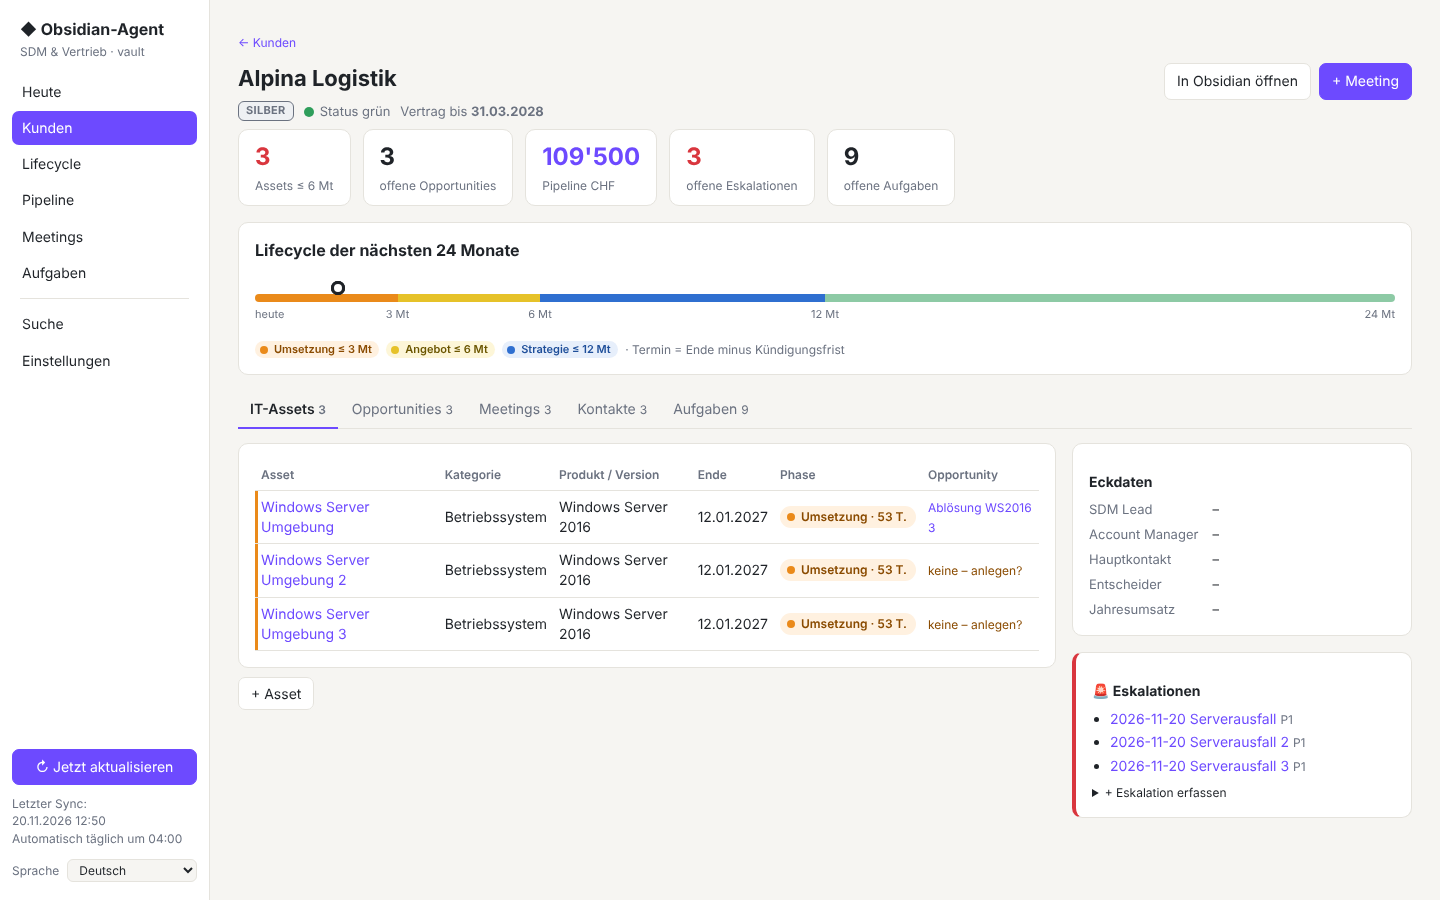 ◆ Obsidian-Agent
SDM & Vertrieb · vault
Heute
Kunden
Lifecycle
Pipeline
Meetings
Aufgaben
Suche
Einstellungen
↻ Jetzt aktualisieren
Letzter Sync:
20.11.2026 12:50
Automatisch täglich um 04:00
Sprache Deutsch
← Kunden
Alpina Logistik
In Obsidian öffnen
+ Meeting
SILBER Status grün Vertrag bis 31.03.2028
3
Assets ≤ 6 Mt
3
offene Opportunities
109'500
Pipeline CHF
3
offene Eskalationen
9
offene Aufgaben
Lifecycle der nächsten 24 Monate
heute 3 Mt 6 Mt 12 Mt 24 Mt
Umsetzung ≤ 3 Mt Angebot ≤ 6 Mt Strategie ≤ 12 Mt · Termin = Ende minus Kündigungsfrist
IT-Assets 3 Opportunities 3 Meetings 3 Kontakte 3 Aufgaben 9
Asset Kategorie Produkt / Version Ende Phase Opportunity
Windows Server Umgebung Betriebssystem Windows Server 2016 12.01.2027 Umsetzung · 53 T. Ablösung WS2016 3
Windows Server Umgebung 2 Betriebssystem Windows Server 2016 12.01.2027 Umsetzung · 53 T. keine – anlegen?
Windows Server Umgebung 3 Betriebssystem Windows Server 2016 12.01.2027 Umsetzung · 53 T. keine – anlegen?
+ Asset
Eckdaten
SDM Lead –
Account Manager –
Hauptkontakt –
Entscheider –
Jahresumsatz –
🚨 Eskalationen
• 2026-11-20 Serverausfall P1
• 2026-11-20 Serverausfall 2 P1
• 2026-11-20 Serverausfall 3 P1
▶ + Eskalation erfassen